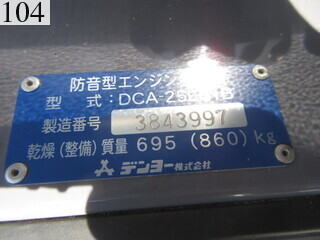 104
防音型エンジン
型 式:DCA-25
製造番号 3843997
乾燥(整備)質量 695 (860) kg
デンヨー株式会社